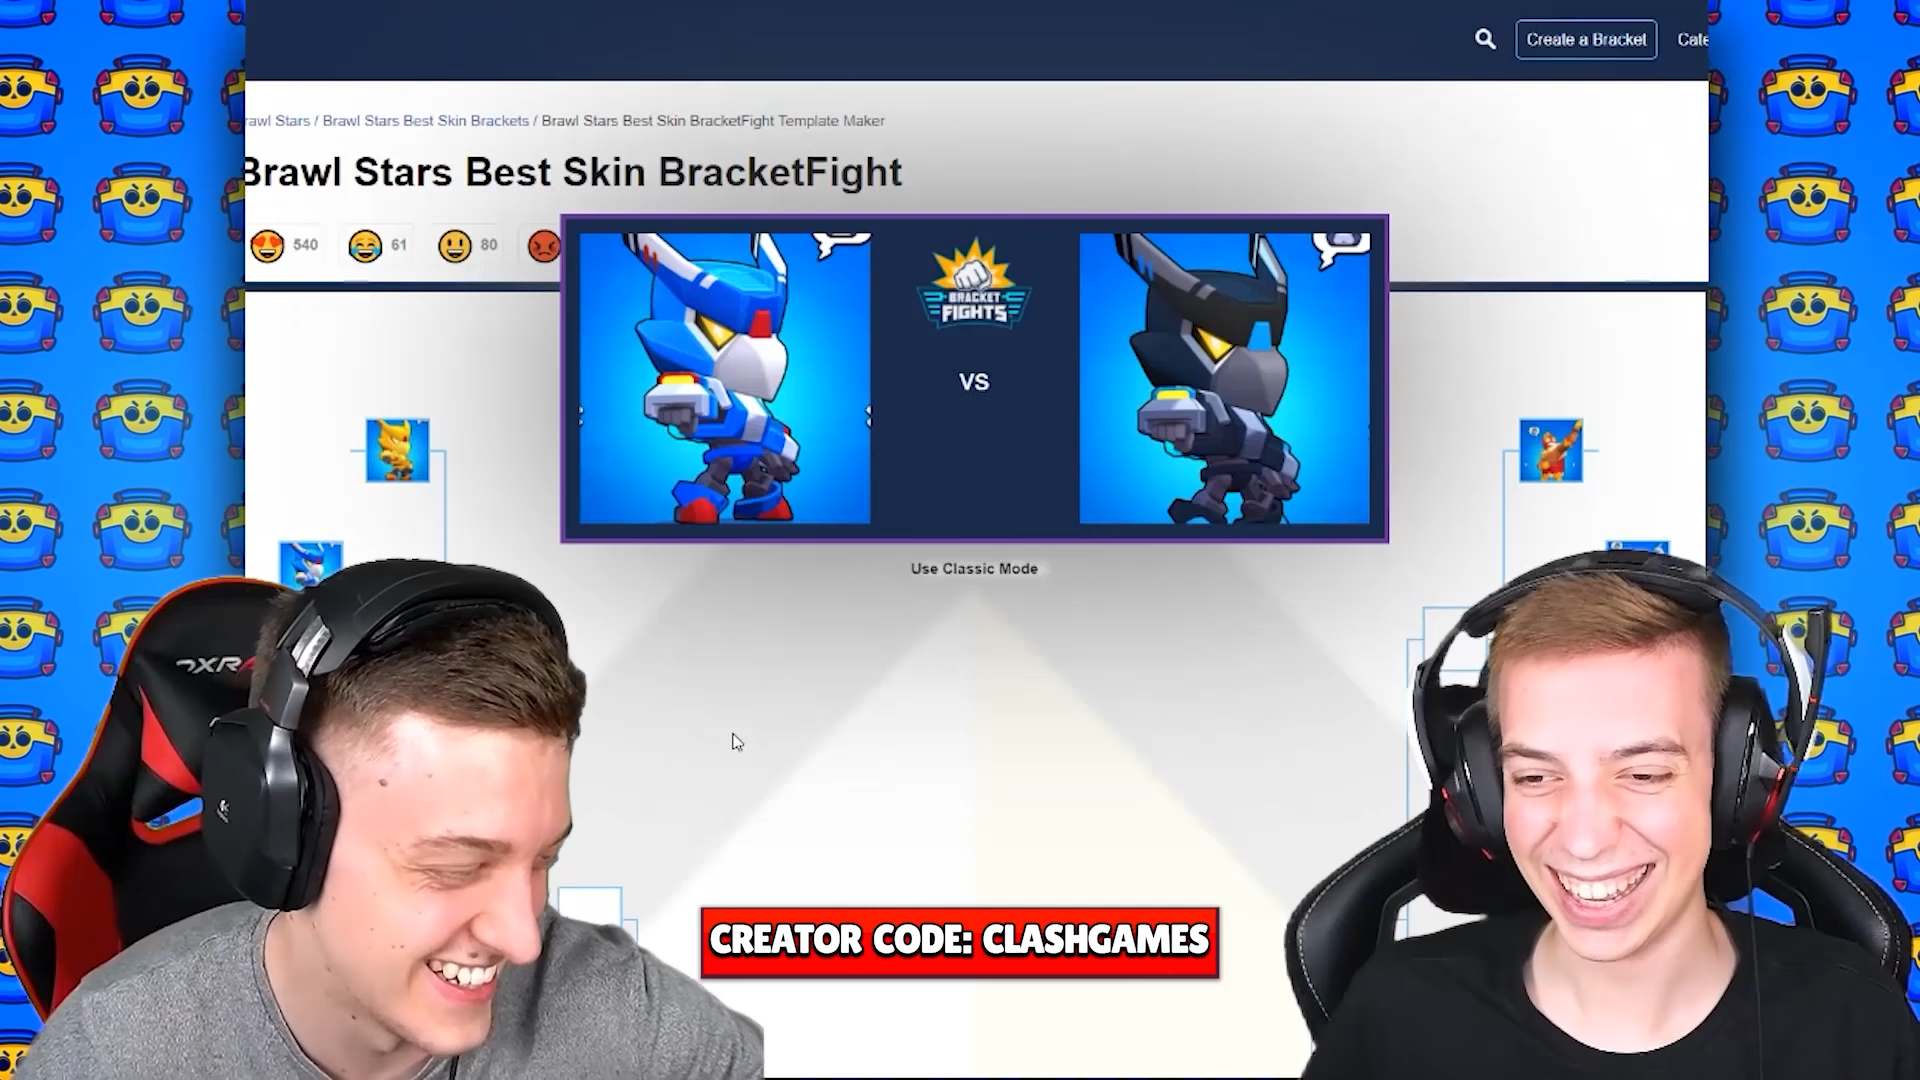 Create a Bracket
Cate
rawl Stars / Brawl Stars Best Skin Brackets / Brawl Stars Best Skin BracketFight Template Maker
Brawl Stars Best Skin BracketFight
540
61
80
BRACKET
FIGHTS
VS
Use Classic Mode
DXRA
CREATOR CODE: CLASHGAMES